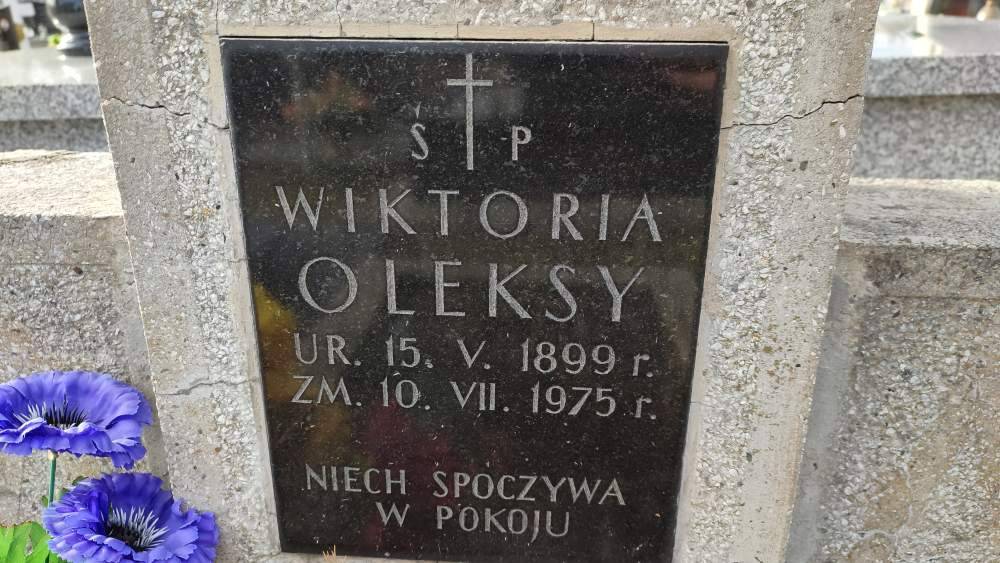 Ś P
WIKTORIA
OLEKSY
UR. 15. V. 1899 r.
ZM. 10. VII. 1975 r.
NIECH SPOCZYWA
W POKOJU